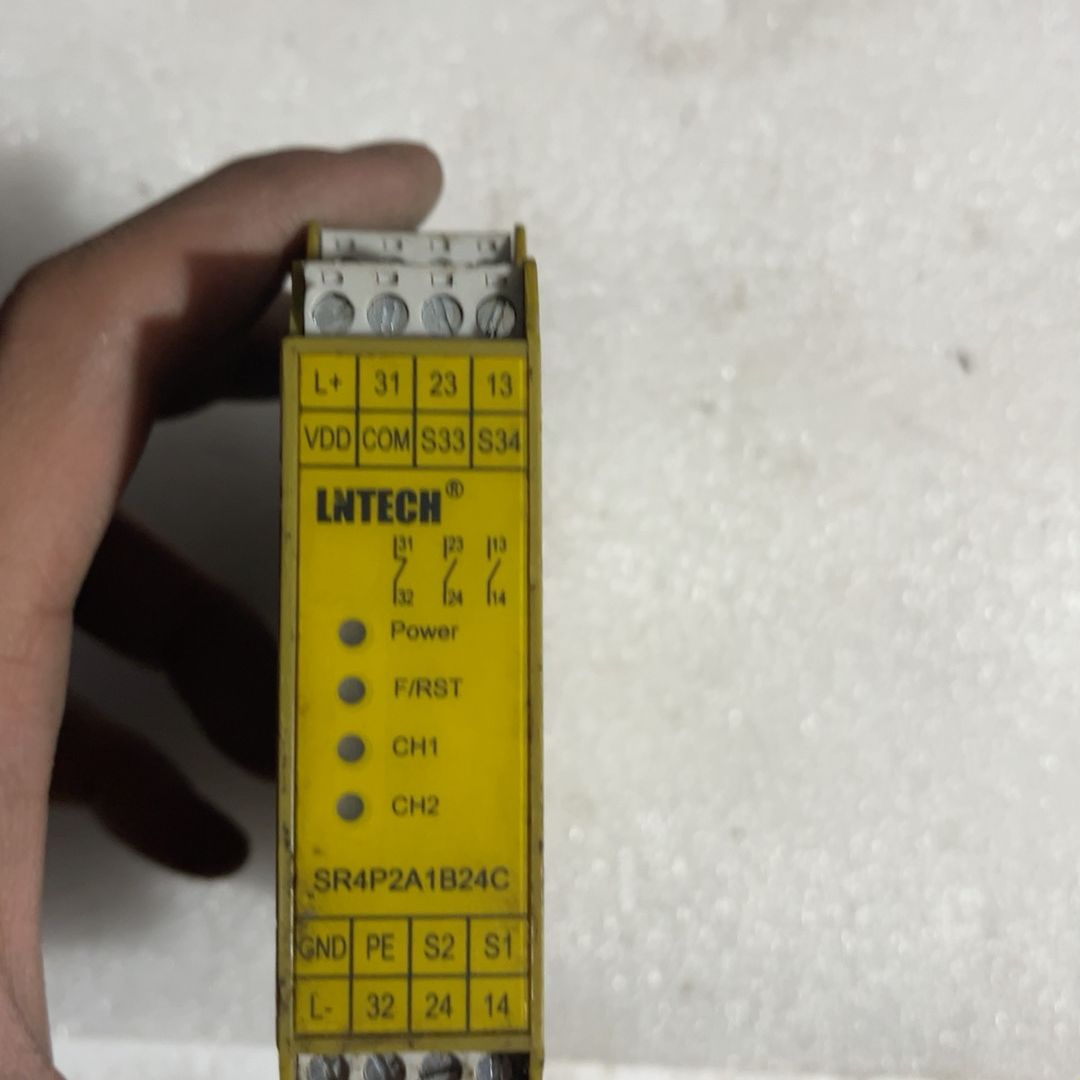 L+ 31 23 13
VDD COM S33 S34
LNTECH®
31 23 13
32 24 14
Power
F/RST
CH1
CH2
SR4P2A1B24C
GND PE S2 S1
L- 32 24 14